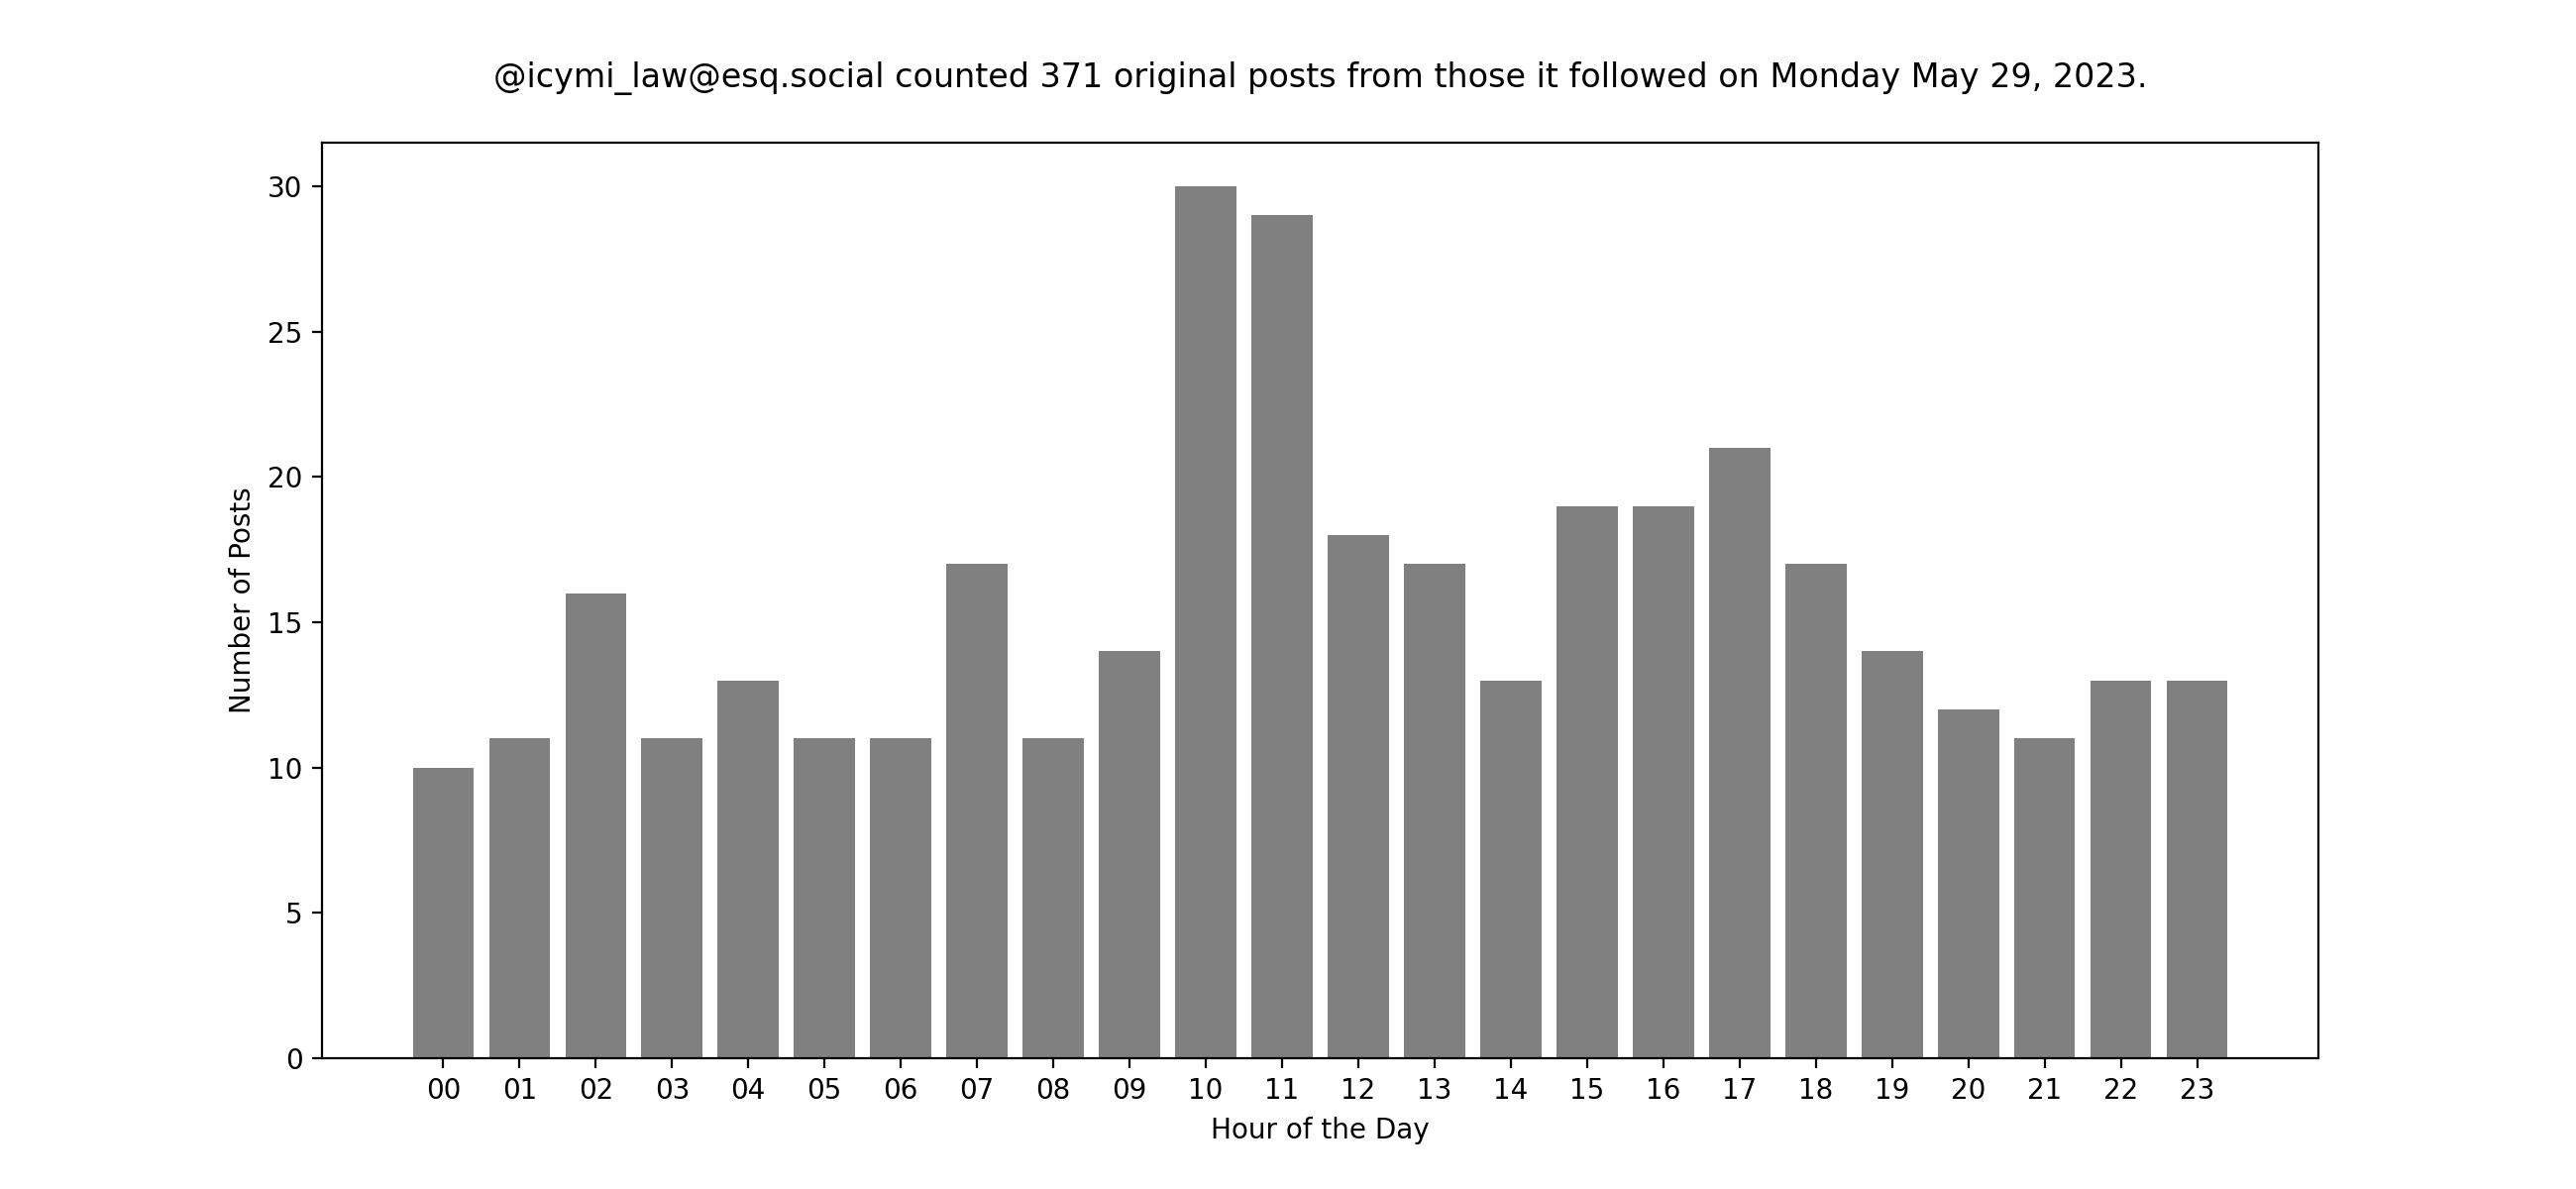 @icymi_law@esq.social counted 371 original posts from those it followed on Monday May 29, 2023.
30
25
20
15
10
5
0
Number of Posts
00 01 02 03 04 05 06 07 08 09 10 11 12 13 14 15 16 17 18 19 20 21 22 23
Hour of the Day